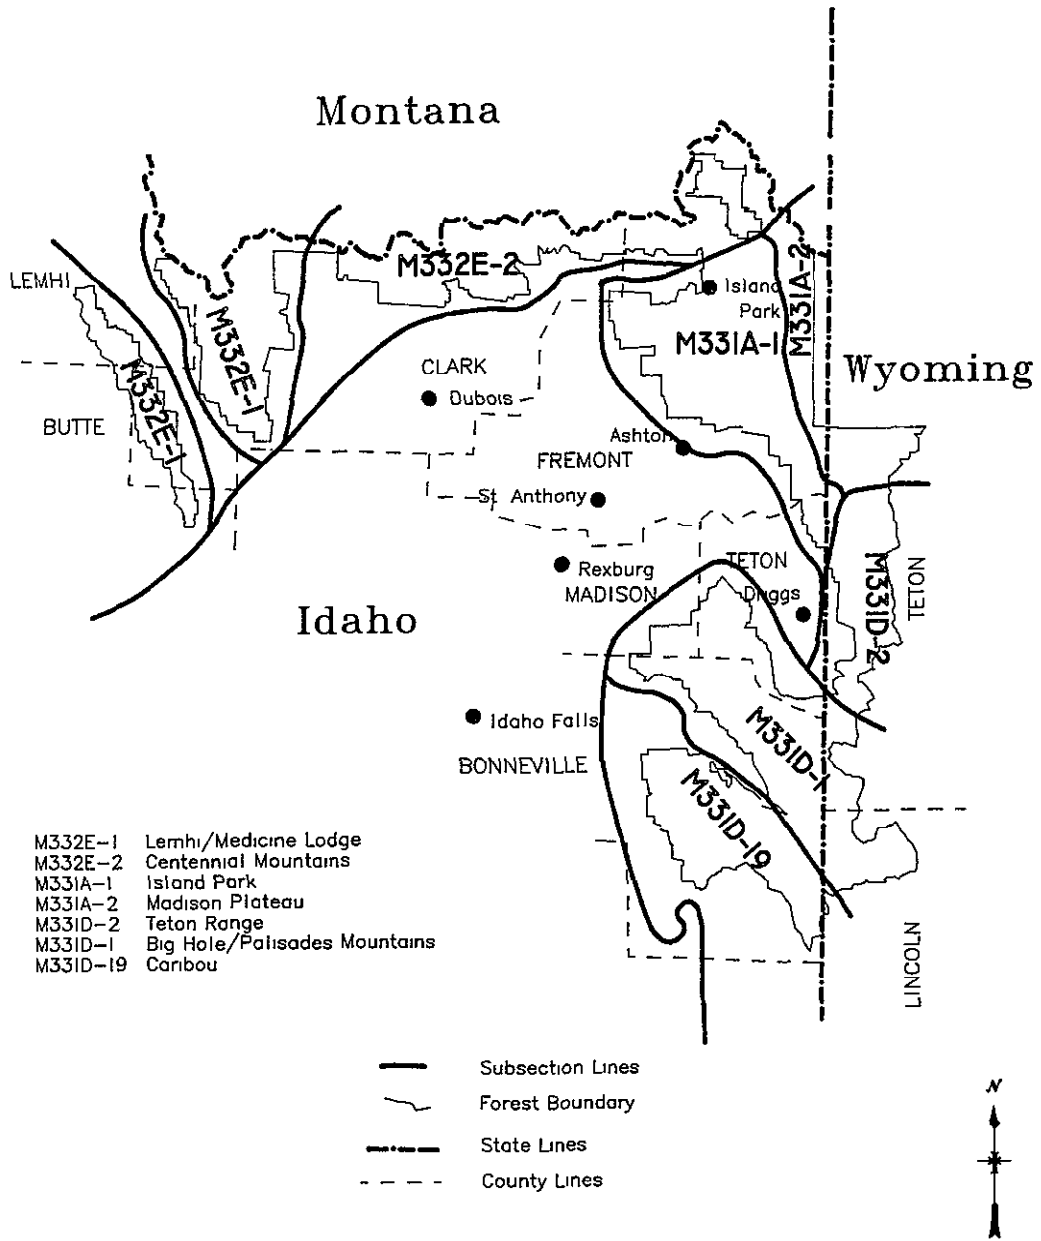 Montana
LEMHI
M332E-2
M331A-2
Island
Park
M332E-1
M331A-1
Wyoming
M332E-1
CLARK
Dubois
BUTTE
Ashton
FREMONT
St Anthony
TETON
Rexburg
MADISON
Driggs
M331D-2
TETON
Idaho
Idaho Falls
M331D-1
BONNEVILLE
M331D-19
M332E-1 Lemhi/Medicine Lodge
M332E-2 Centennial Mountains
M331A-1 Island Park
M331A-2 Madison Plateau
M331D-2 Teton Range
M331D-1 Big Hole/Palisades Mountains
M331D-19 Caribou
LINCOLN
Subsection Lines
Forest Boundary
State Lines
County Lines
N